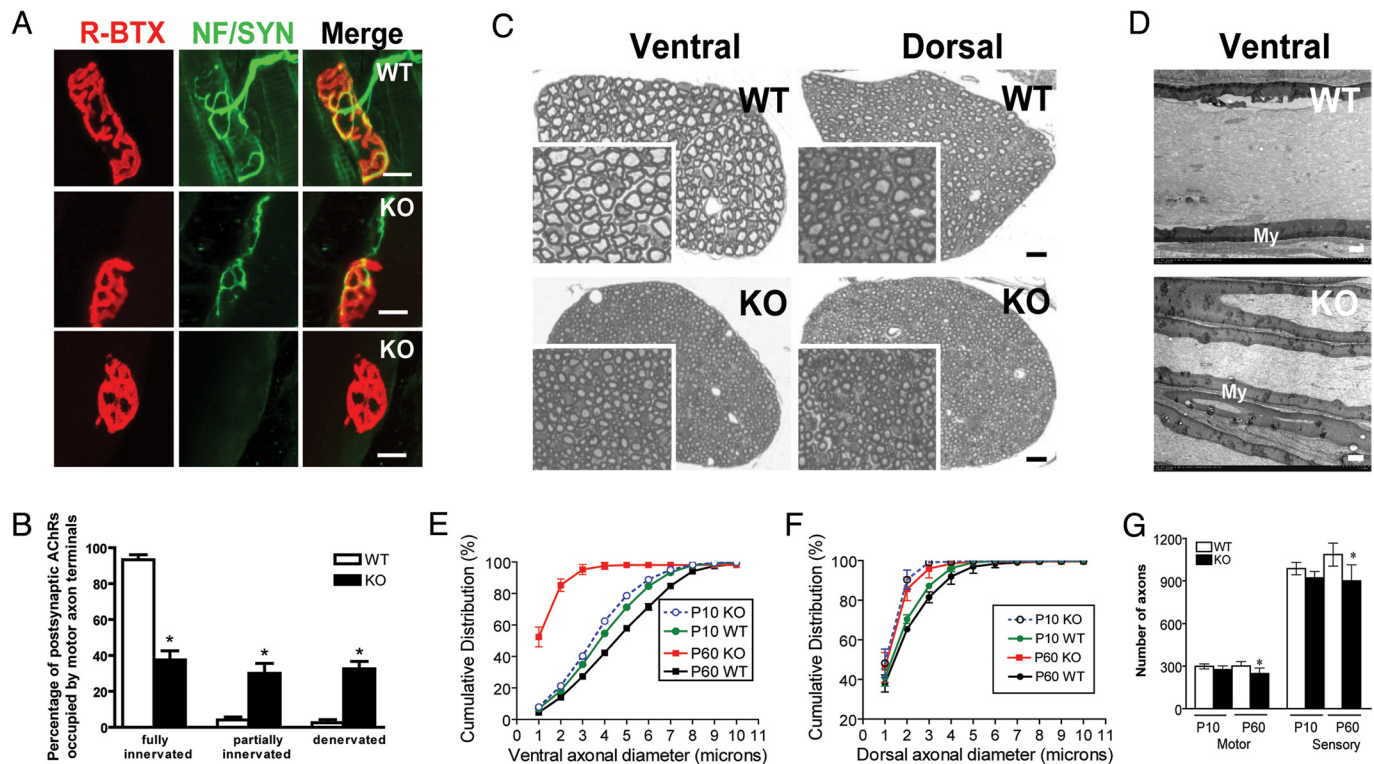 A
R-BTX NF/SYN Merge
WT
KO
KO
B
Percentage of postsynaptic AChRs
occupied by motor axon terminals
100
80
60
40
20
0
WT
KO
*
*
*
fully
innervated
partially
innervated
denervated
C
Ventral Dorsal
WT WT
KO KO
D
Ventral
WT
My
KO
My
E
Cumulative Distribution (%)
100
80
60
40
20
0
P10 KO
P10 WT
P60 KO
P60 WT
0 1 2 3 4 5 6 7 8 9 10 11
Ventral axonal diameter (microns)
F
Cumulative Distribution (%)
100
80
60
40
20
P10 KO
P10 WT
P60 KO
P60 WT
0 1 2 3 4 5 6 7 8 9 10 11
Dorsal axonal diameter (microns)
G
Number of axons
1200
900
600
300
0
WT
KO
*
*
P10 P60 P10 P60
Motor Sensory